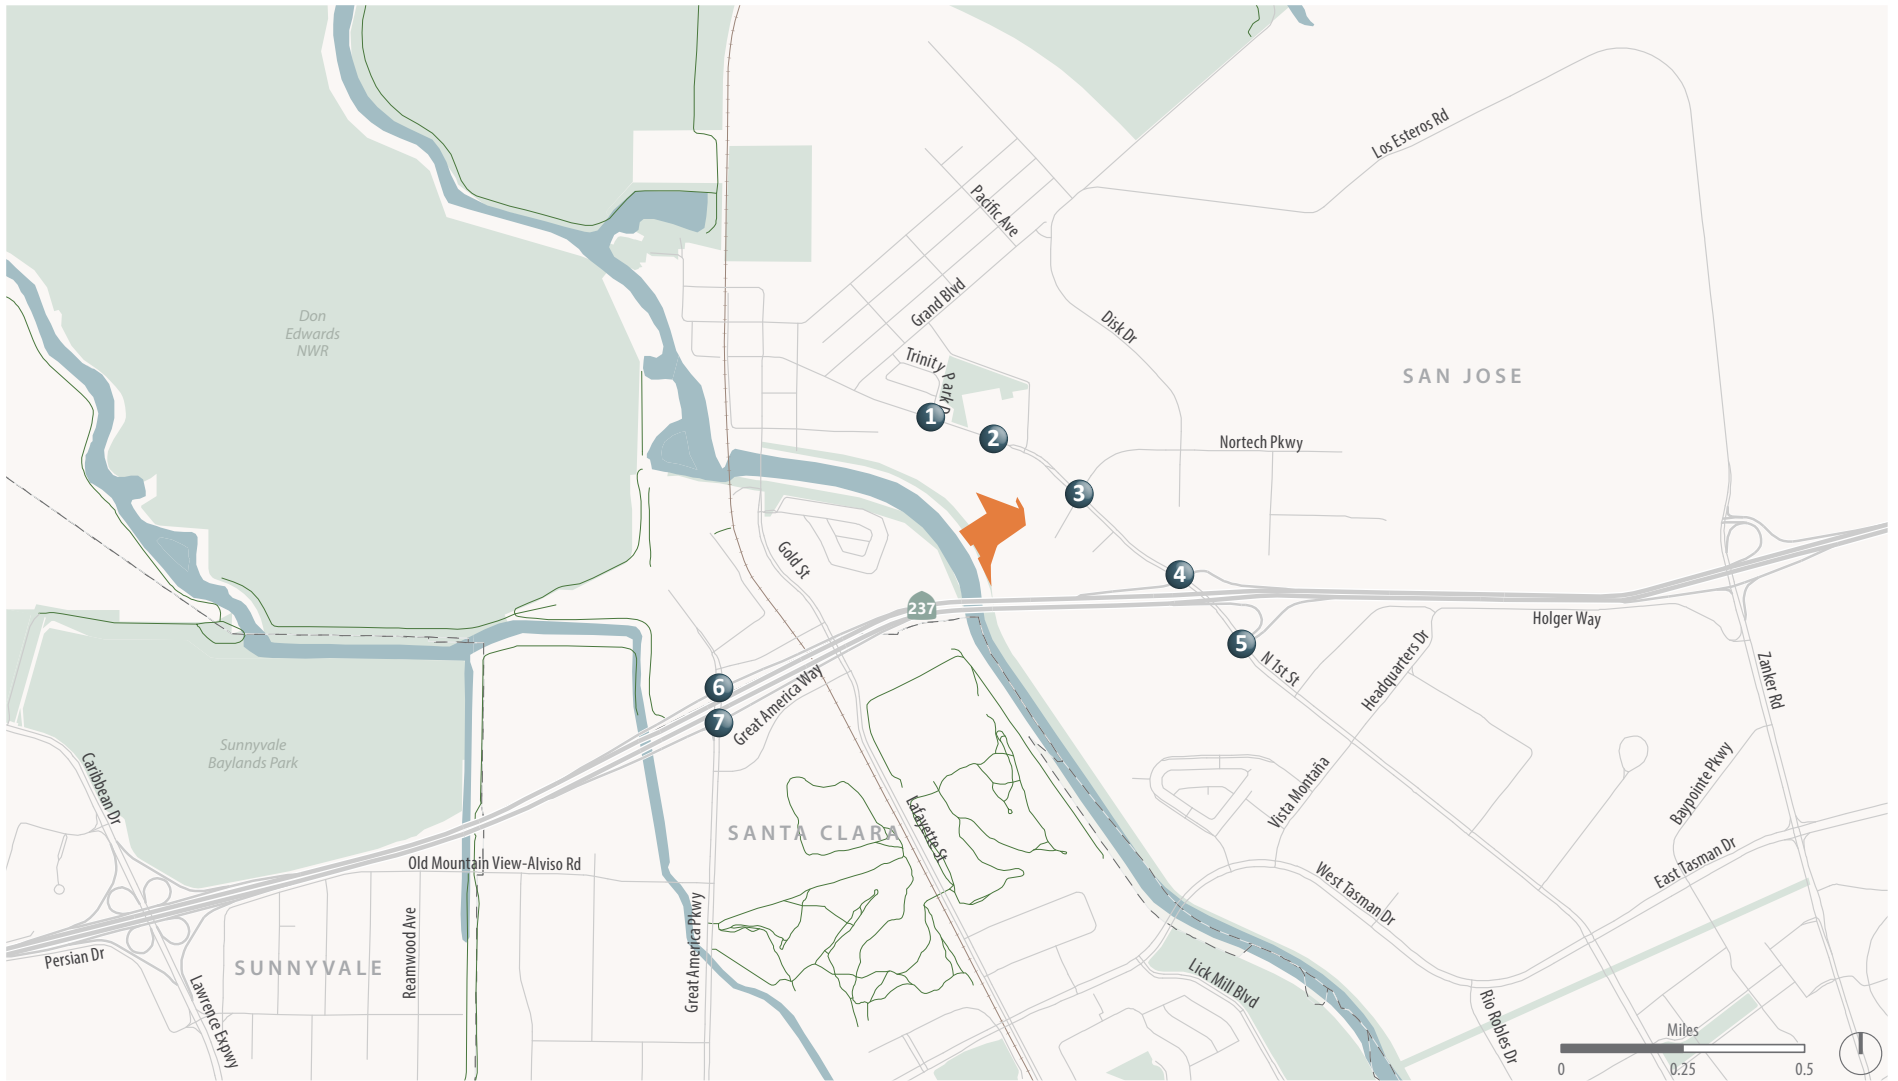 Los Esteros Rd
Pacific Ave
Grand Blvd
Don
Edwards
NWR
Disk Dr
Trinity Park D
SAN JOSE
1
2
Nortech Pkwy
3
Gold St
4
237
Holger Way
5
N 1st St
Headquarters Dr
Zanker Rd
6
7
Great America Way
Sunnyvale
Baylands Park
Caribbean Dr
Vista Montaña
Baypointe Pkwy
SANTA CLARA
Lafayette St
Old Mountain View-Alviso Rd
West Tasman Dr
East Tasman Dr
Persian Dr
SUNNYVALE
Reamwood Ave
Great America Pkwy
Lawrence Expwy
Lick Mill Blvd
Rio Robles Dr
Miles
0
0.25
0.5